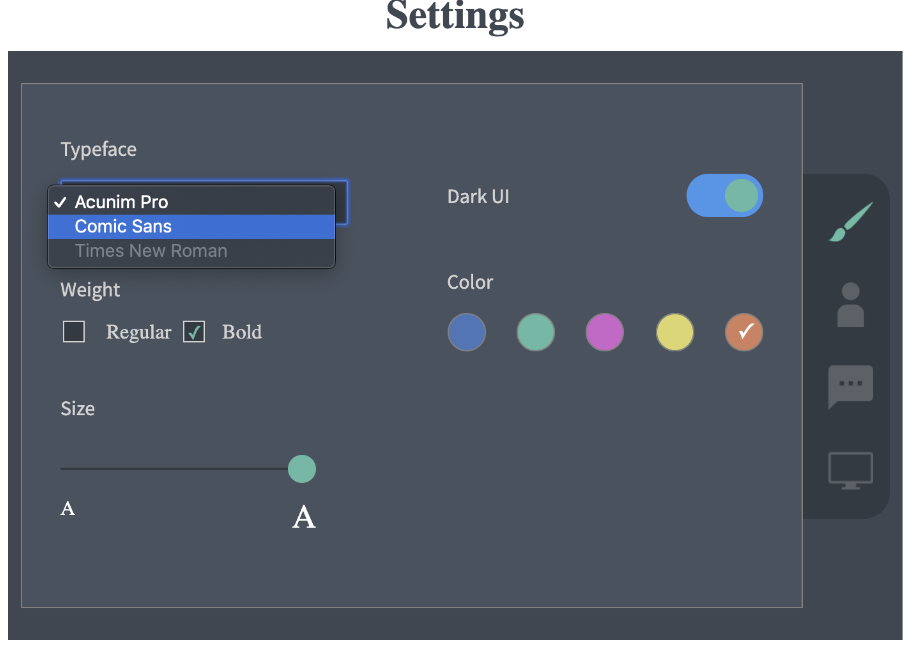 Settings
Typeface
Acunim Pro
Comic Sans
Times New Roman
Weight
Regular
Bold
Size
A
A
Dark UI
Color